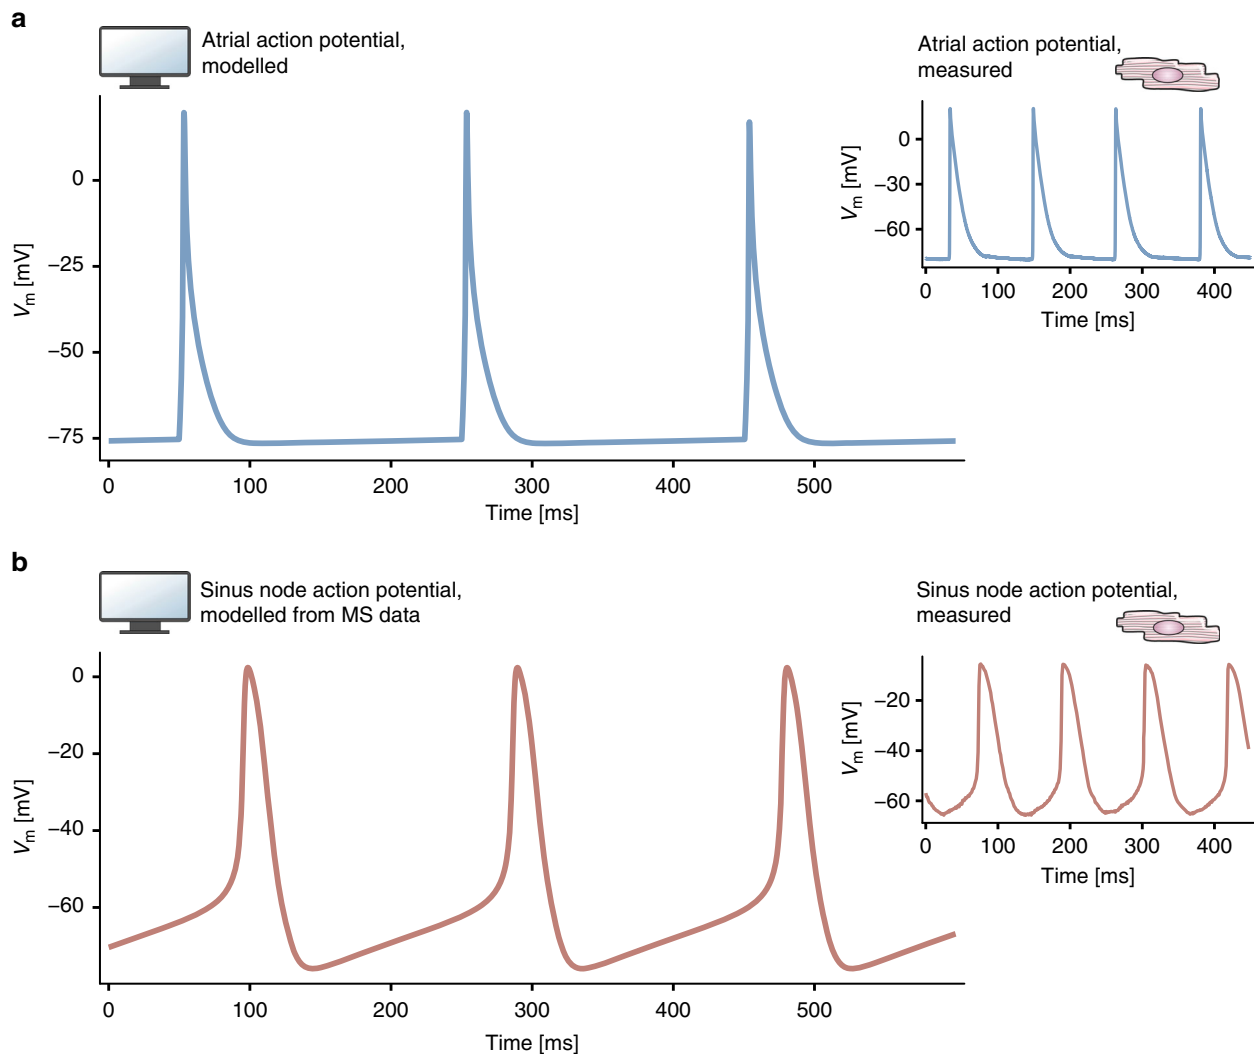 a
Atrial action potential,
modelled
0
−25
−50
−75
Vm [mV]
0 100 200 300 400 500
Time [ms]
Atrial action potential,
measured
0
−30
−60
Vm [mV]
0 100 200 300 400
Time [ms]
b
Sinus node action potential,
modelled from MS data
0
−20
−40
−60
Vm [mV]
0 100 200 300 400 500
Time [ms]
Sinus node action potential,
measured
−20
−40
−60
Vm [mV]
0 100 200 300 400
Time [ms]